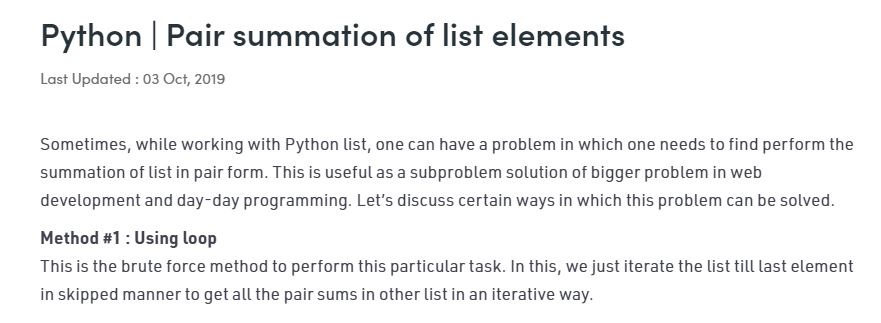 Python | Pair summation of list elements
Last Updated : 03 Oct, 2019
Sometimes, while working with Python list, one can have a problem in which one needs to find perform the
summation of list in pair form. This is useful as a subproblem solution of bigger problem in web
development and day-day programming. Let’s discuss certain ways in which this problem can be solved.
Method #1 : Using loop
This is the brute force method to perform this particular task. In this, we just iterate the list till last element
in skipped manner to get all the pair sums in other list in an iterative way.